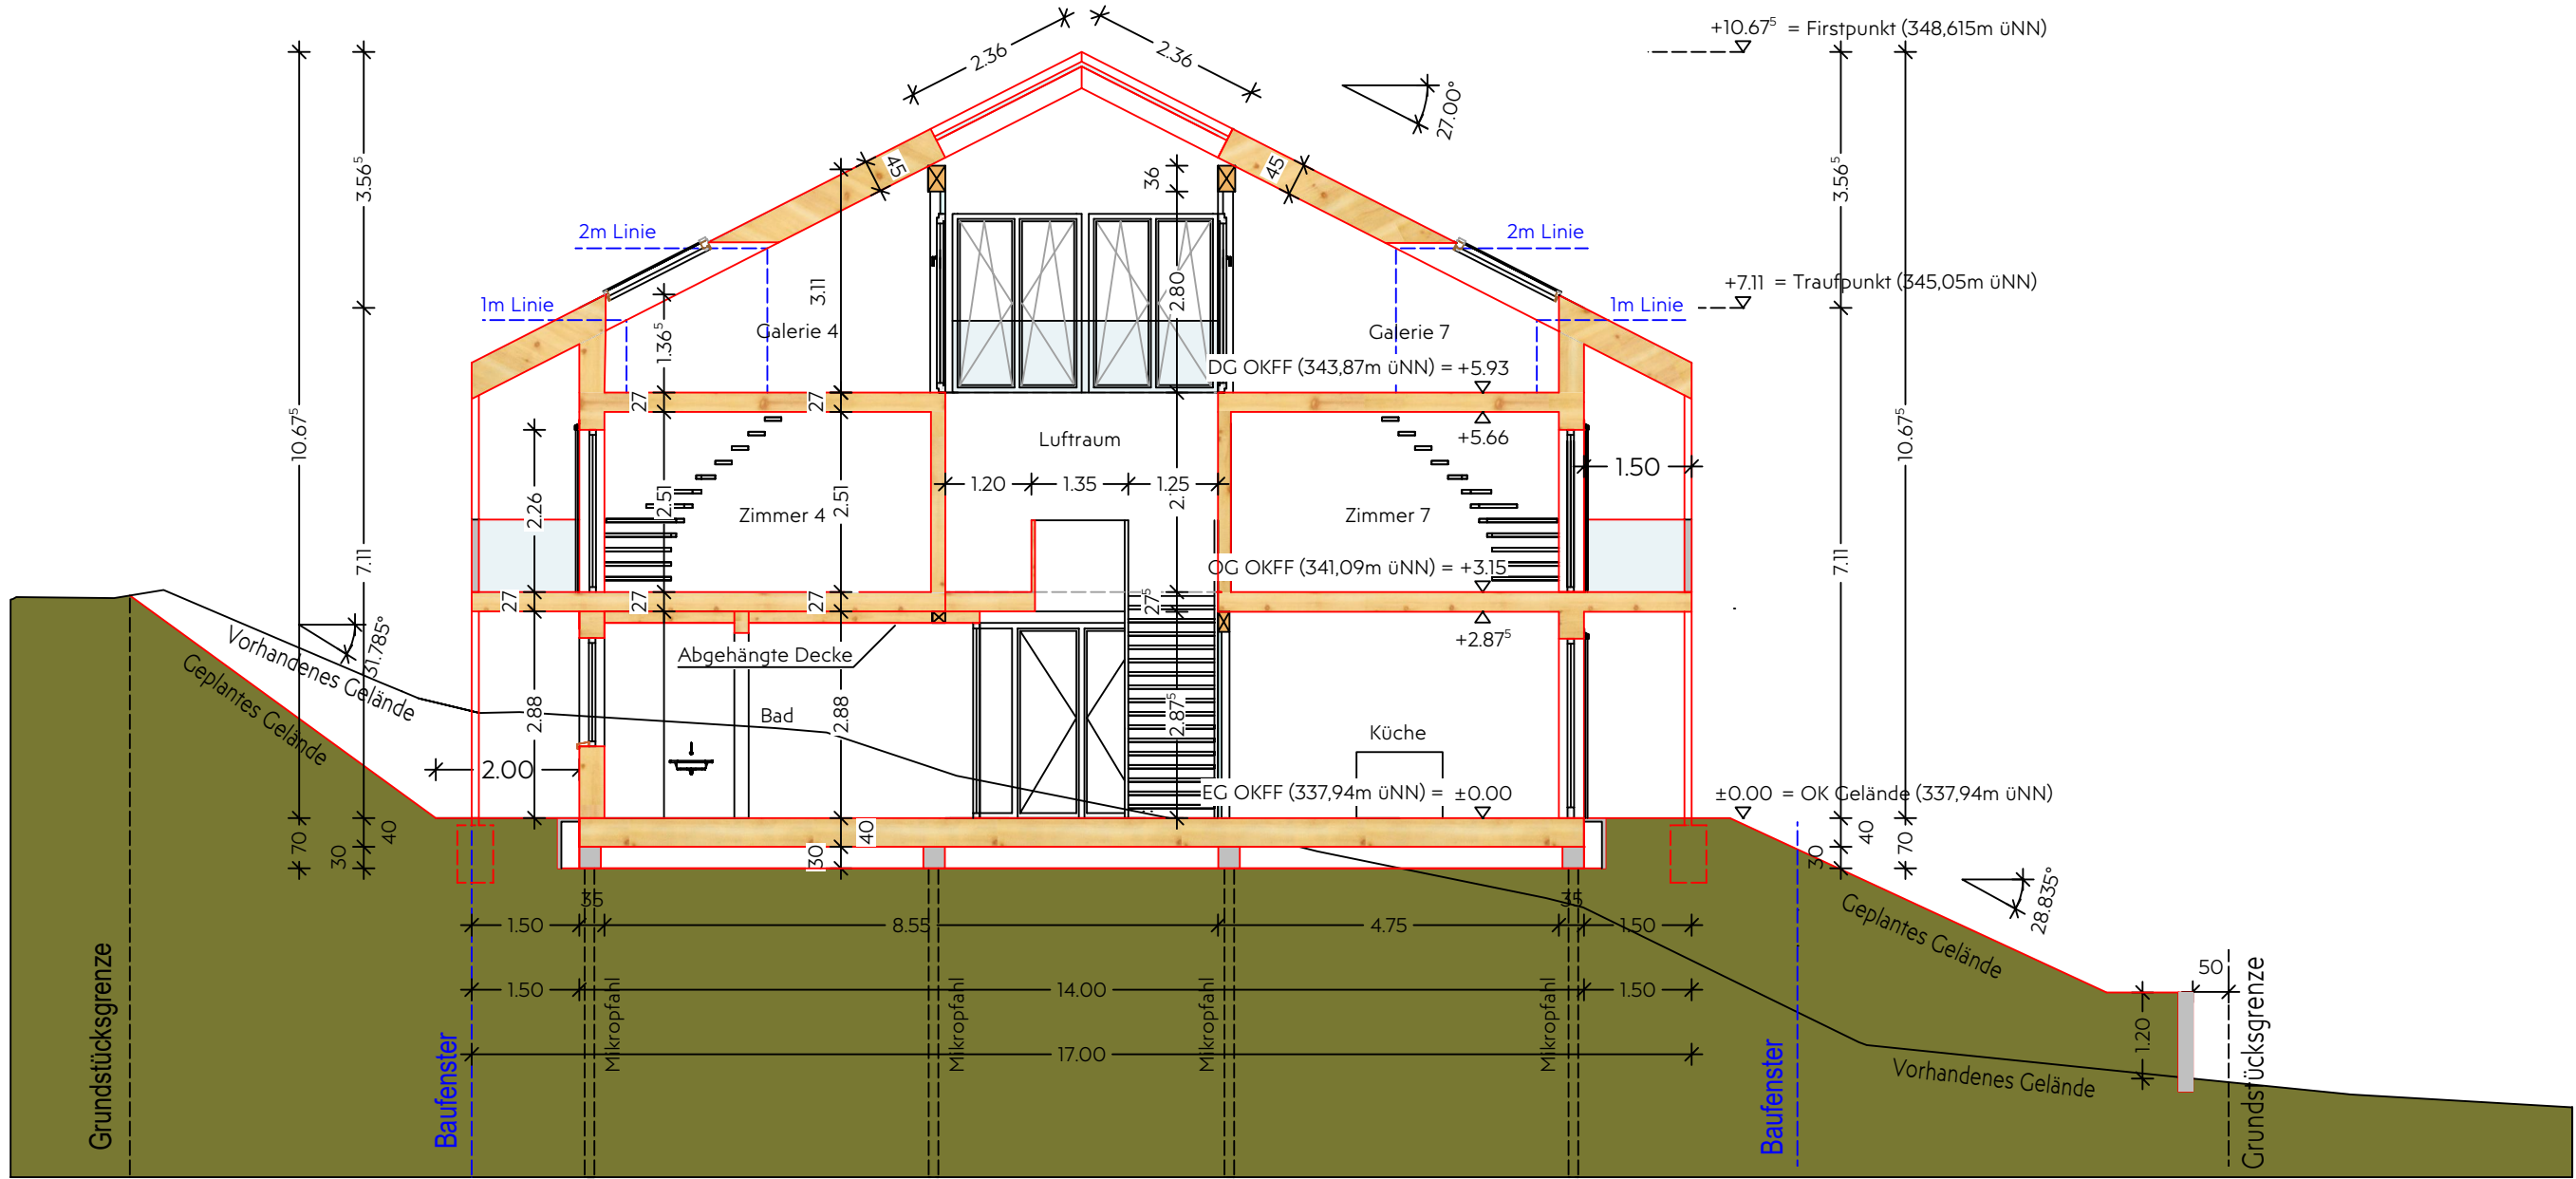 +10.67⁵ = Firstpunkt (348,615m üNN)
2.36
2.36
27.00°
3.56⁵
3.56⁵
45
45
36
2m Linie
2m Linie
+7.11 = Traufpunkt (345,05m üNN)
1m Linie
1m Linie
3.11
2.80
1.36⁵
Galerie 4
Galerie 7
DG OKFF (343,87m üNN) = +5.93
27
27
+5.66
10.67⁵
10.67⁵
Luftraum
1.50
1.20
1.35
1.25
2.26
2.51
2.51
Zimmer 4
Zimmer 7
7.11
7.11
OG OKFF (341,09m üNN) = +3.15
27
27
27
27⁵
+2.87⁵
31.785°
Vorhandenes Gelände
Geplantes Gelände
Abgehängte Decke
2.88
2.88
2.87⁵
Bad
Küche
2.00
EG OKFF (337,94m üNN) = ±0.00
±0.00 = OK Gelände (337,94m üNN)
70
30
40
30
40
30
40
70
28.835°
35
35
1.50
8.55
4.75
1.50
Geplantes Gelände
50
1.50
14.00
1.50
Mikropfahl
Mikropfahl
Mikropfahl
Mikropfahl
17.00
1.20
Vorhandenes Gelände
Grundstücksgrenze
Baufenster
Baufenster
Grundstücksgrenze